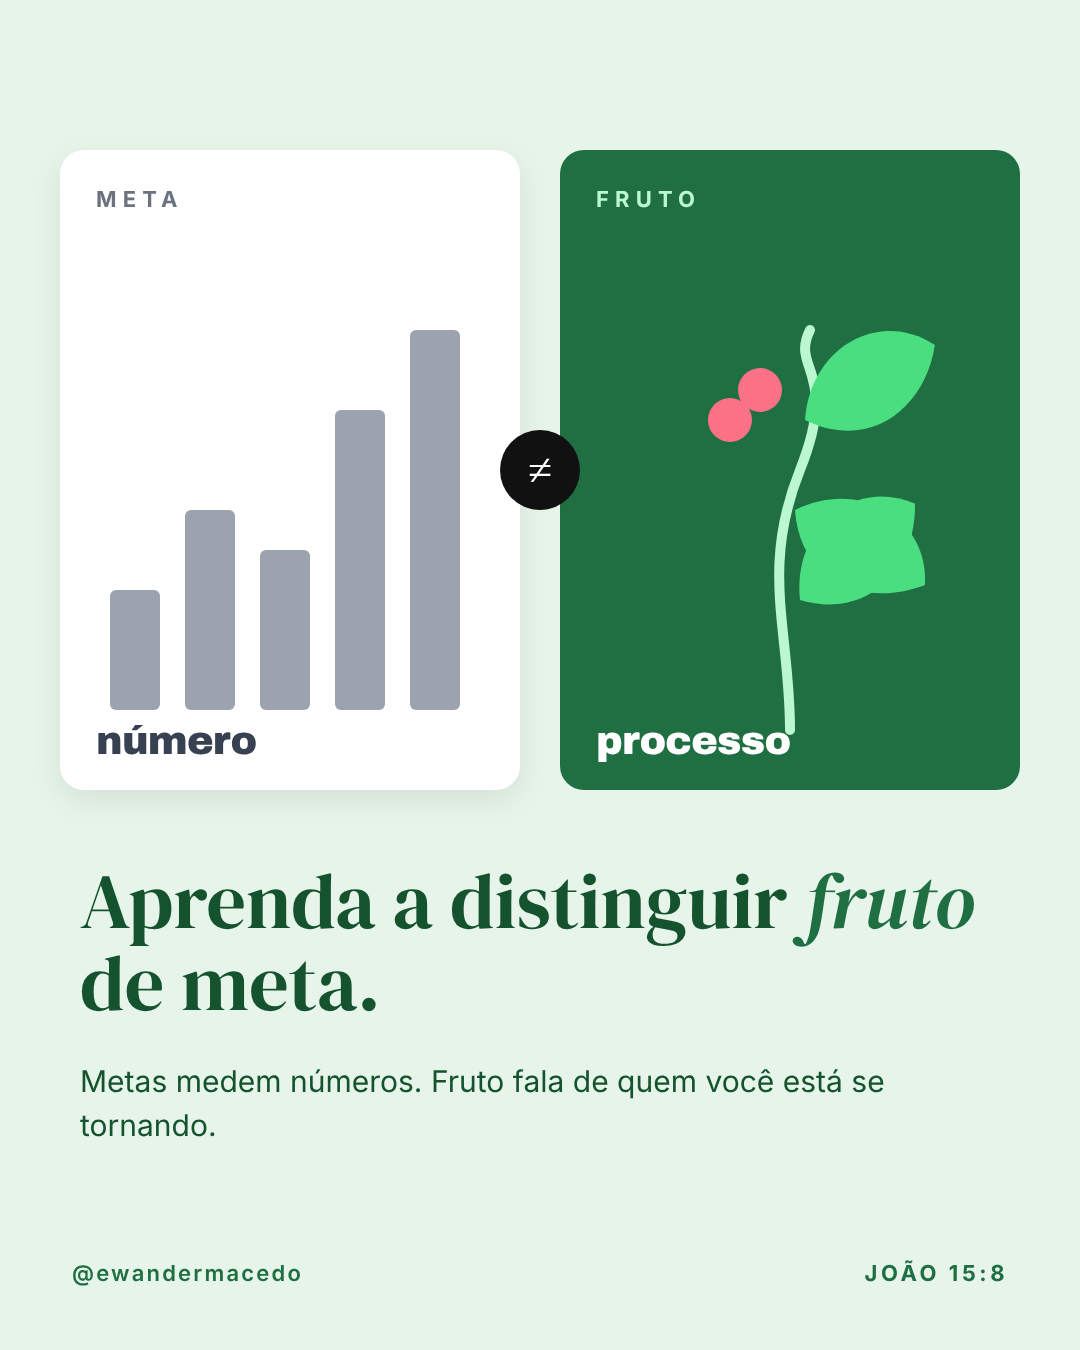 META
FRUTO
≠
número
processo
Aprenda a distinguir fruto
de meta.
Metas medem números. Fruto fala de quem você está se
tornando.
@ewandermacedo
JOÃO 15:8